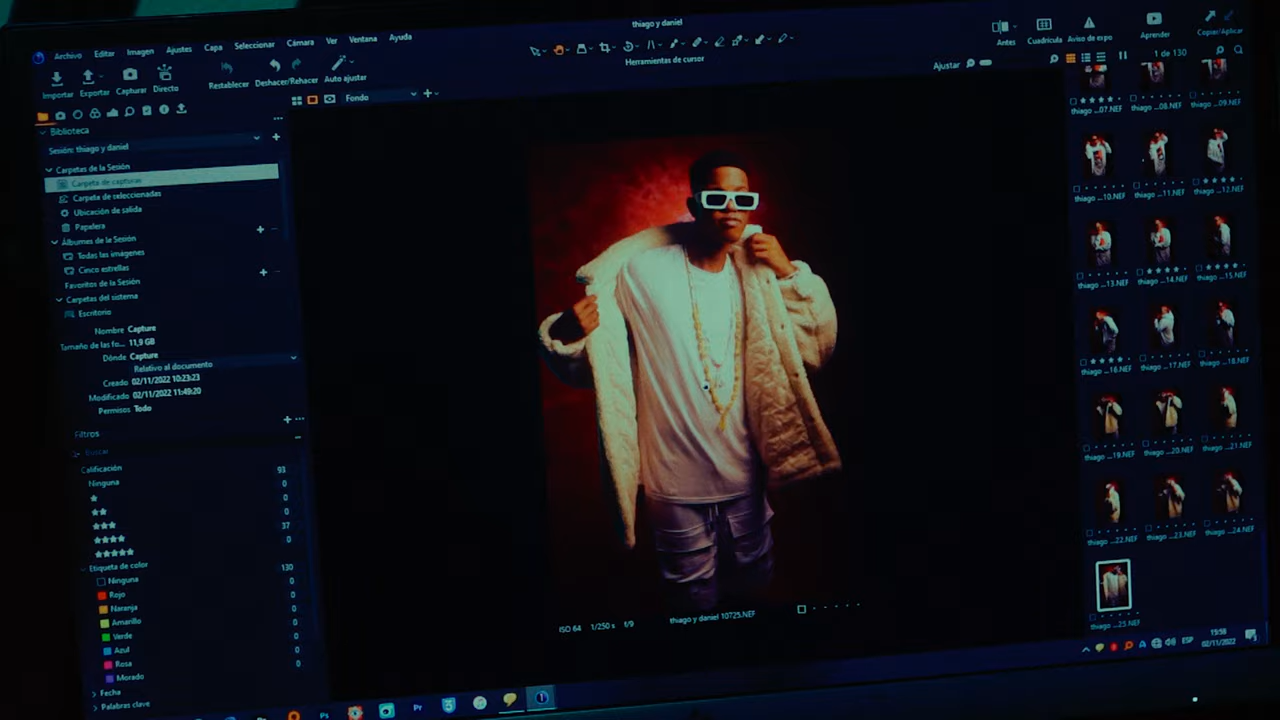 thiago y daniel
Archivo Editar Imagen Ajustes Capa Seleccionar Cámara Ver Ventana Ayuda
Importar Exportar Capturar Directo
Restablecer Deshacer/Rehacer Auto ajustar
Herramientas de cursor
Antes Cuadrícula Aviso de expo Aprender Copiar/Aplicar
Biblioteca
Fondo
Ajustar
1 de 130
Sesión: thiago y daniel
Carpetas de la Sesión
Carpeta de capturas
Carpeta de seleccionadas
Ubicación de salida
Papelera
Álbumes de la Sesión
Todas las imágenes
Cinco estrellas
Favoritos de la Sesión
Carpetas del sistema
Escritorio
Nombre Capture
Tamaño de las fo... 11,9 GB
Dónde Capture
Relativo al documento
Creado 02/11/2022 10:23:23
Modificado 02/11/2022 11:49:20
Permisos Todo
Filtros
Buscar
Calificación
Ninguna 93
0
0
0
37
0
Etiqueta de color
Ninguna 130
Rojo 0
Naranja 0
Amarillo 0
Verde 0
Azul 0
Rosa 0
Morado 0
Fecha
Palabras clave
ISO 64 1/250 s f/9 thiago y daniel 10725.NEF
thiago ...07.NEF thiago ...08.NEF thiago ...09.NEF
thiago ...10.NEF thiago ...11.NEF thiago ...12.NEF
thiago ...13.NEF thiago ...14.NEF thiago ...15.NEF
thiago ...16.NEF thiago ...17.NEF thiago ...18.NEF
thiago ...19.NEF thiago ...20.NEF thiago ...21.NEF
thiago ...22.NEF thiago ...23.NEF thiago ...24.NEF
thiago ...25.NEF
Ps Pr
ESP 15:58
02/11/2022